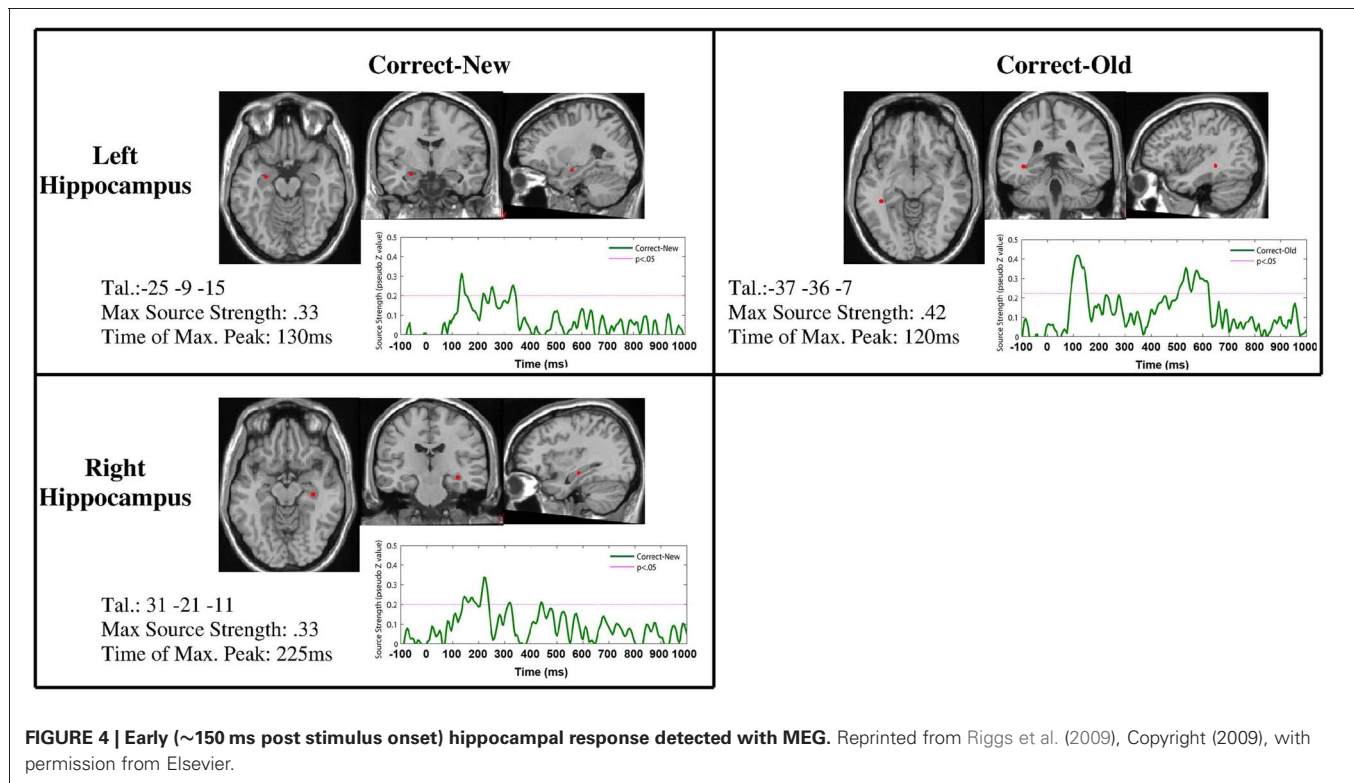 Correct-New
Correct-Old
Left
Hippocampus
Tal.:-25 -9 -15
Max Source Strength: .33
Time of Max. Peak: 130ms
Source Strength (pseudo Z value)
0.5
0.4
0.3
0.2
0.1
0
Correct-New
p<.05
-100 0 100 200 300 400 500 600 700 800 900 1000
Time (ms)
Tal.:-37 -36 -7
Max Source Strength: .42
Time of Max. Peak: 120ms
Source Strength (pseudo Z value)
0.5
0.4
0.3
0.2
0.1
0
Correct-Old
p<.05
-100 0 100 200 300 400 500 600 700 800 900 1000
Time (ms)
Right
Hippocampus
Tal.: 31 -21 -11
Max Source Strength: .33
Time of Max. Peak: 225ms
Source Strength (pseudo Z value)
0.5
0.4
0.3
0.2
0.1
0
Correct-New
p<.05
-100 0 100 200 300 400 500 600 700 800 900 1000
Time (ms)
FIGURE 4 | Early (∼150 ms post stimulus onset) hippocampal response detected with MEG. Reprinted from Riggs et al. (2009), Copyright (2009), with
permission from Elsevier.